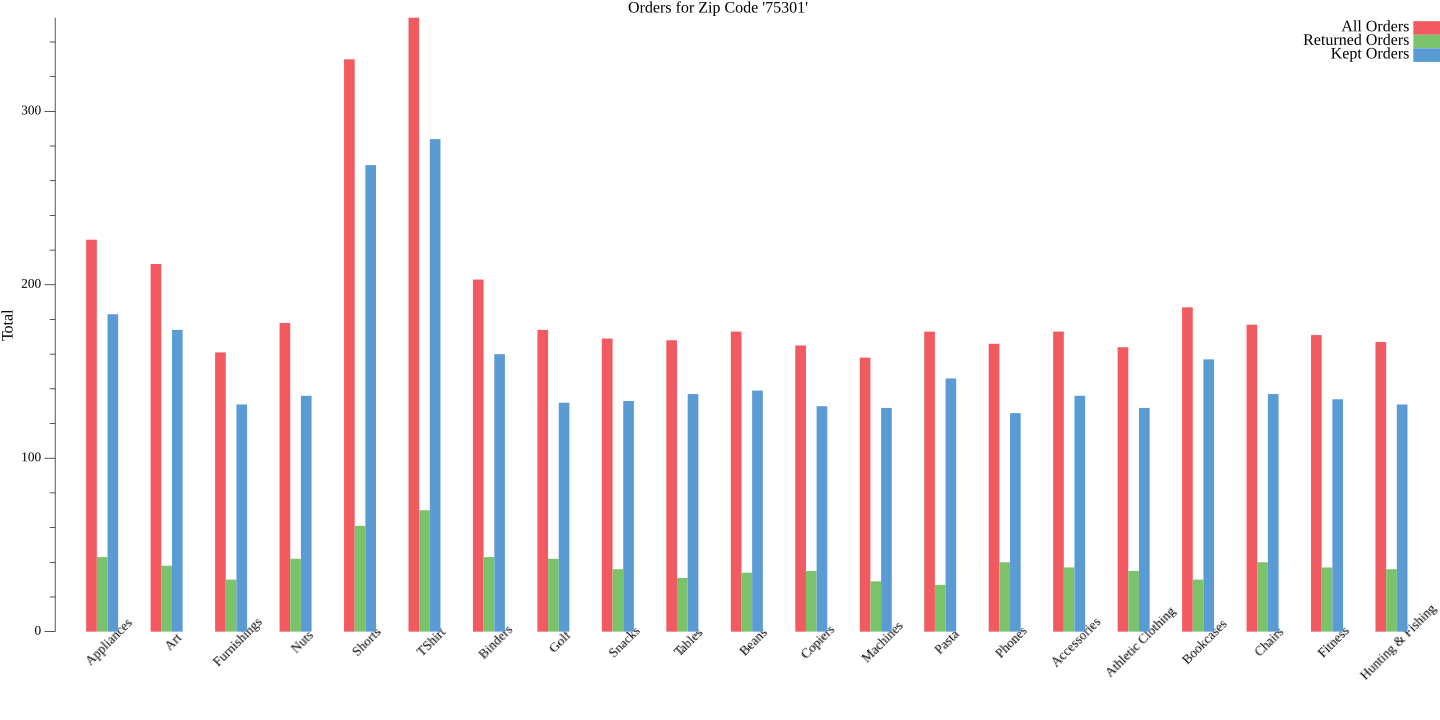 Orders for Zip Code '75301'
All Orders
Returned Orders
Kept Orders
Total
300
200
100
0
Appliances
Art
Furnishings
Nuts
Shorts
TShirt
Binders
Golf
Snacks
Tables
Beans
Copiers
Machines
Pasta
Phones
Accessories
Athletic Clothing
Bookcases
Chairs
Fitness
Hunting & Fishing